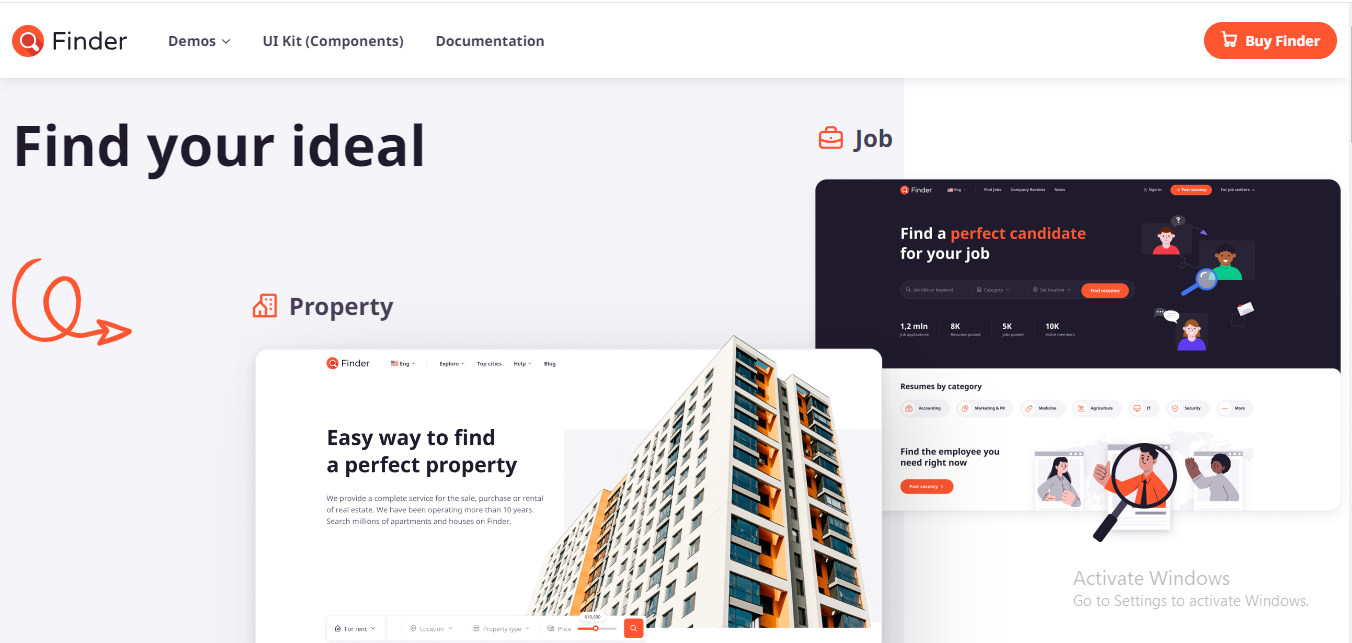 Finder
Demos
UI Kit (Components)
Documentation
Buy Finder
Find your ideal
Job
Finder
Eng
Find Jobs
Company Reviews
News
Sign in
+ Post vacancy
For job seekers
Find a perfect candidate
for your job
Job title or keyword
Category
Set location
Find resumes
1,2 mln
Job applications
8K
Resumes posted
5K
Jobs posted
10K
Active members
Resumes by category
Accounting
Marketing & PR
Medicine
Agriculture
IT
Security
More
Find the employee you
need right now
Post vacancy
Property
Finder
Eng
Explore
Top cities
Help
Blog
Easy way to find
a perfect property
We provide a complete service for the sale, purchase or rental
of real estate. We have been operating more than 10 years.
Search millions of apartments and houses on Finder.
For rent
Location
Property type
Price
Activate Windows
Go to Settings to activate Windows.